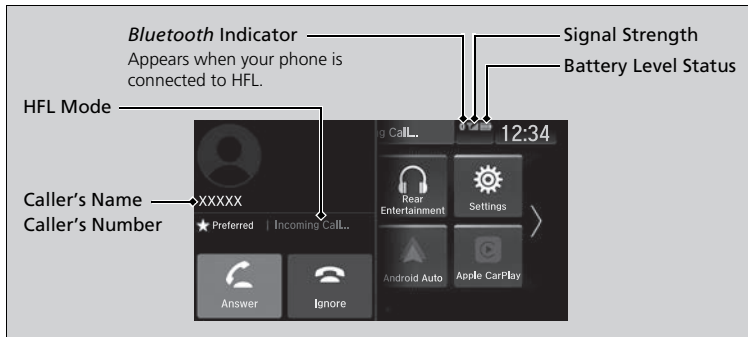 Bluetooth Indicator
Appears when your phone is
connected to HFL.
Signal Strength
Battery Level Status
HFL Mode
Caller's Name
Caller's Number
g Call...
12:34
XXXXX
★ Preferred | Incoming Call...
Answer
Ignore
Rear
Entertainment
Settings
Android Auto
Apple CarPlay